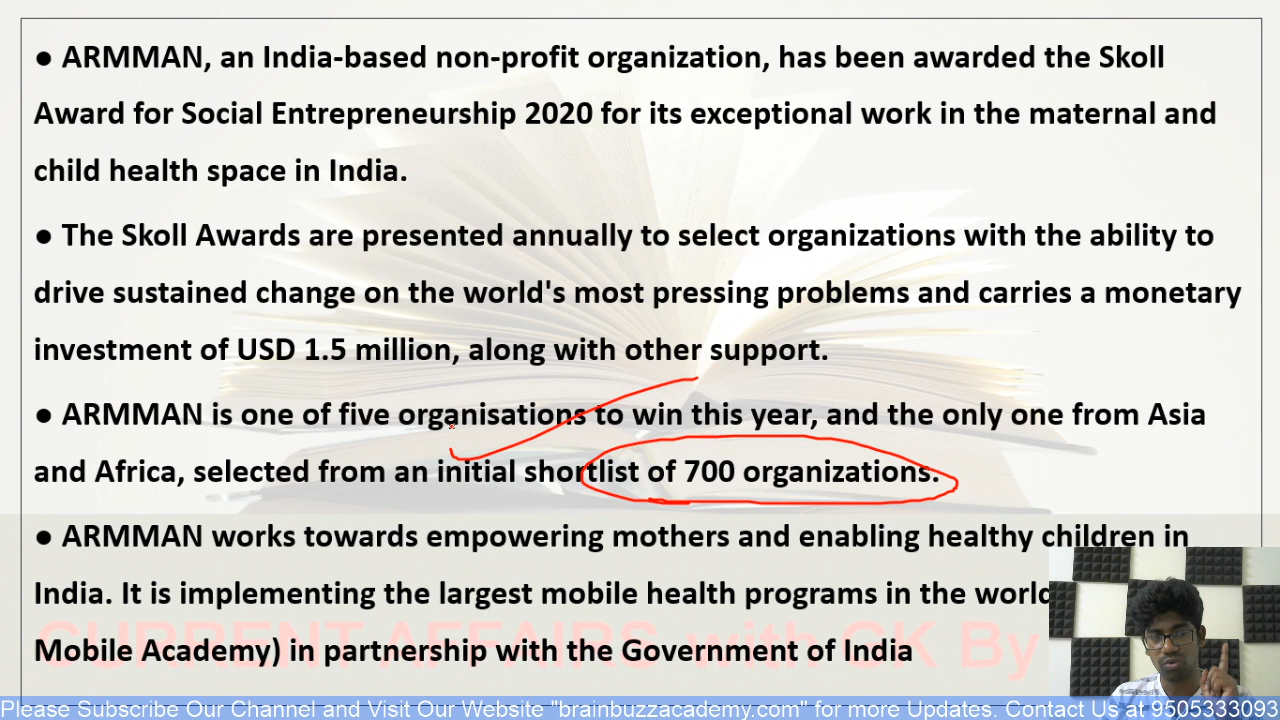 ● ARMMAN, an India-based non-profit organization, has been awarded the Skoll
Award for Social Entrepreneurship 2020 for its exceptional work in the maternal and
child health space in India.
● The Skoll Awards are presented annually to select organizations with the ability to
drive sustained change on the world's most pressing problems and carries a monetary
investment of USD 1.5 million, along with other support.
● ARMMAN is one of five organisations to win this year, and the only one from Asia
and Africa, selected from an initial shortlist of 700 organizations.
● ARMMAN works towards empowering mothers and enabling healthy children in
India. It is implementing the largest mobile health programs in the world
Mobile Academy) in partnership with the Government of India
CURRENT AFFAIRS with GK By
Please Subscribe Our Channel and Visit Our Website "brainbuzzacademy.com" for more Updates. Contact Us at 9505333093